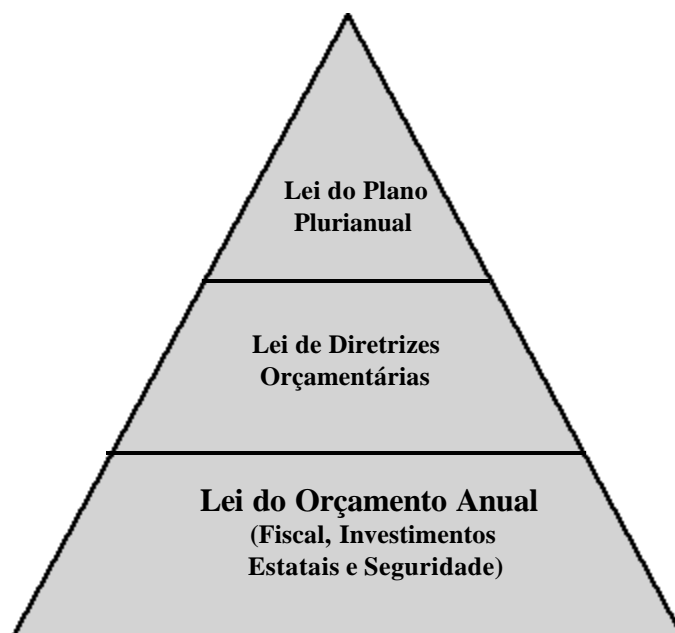 Lei do Plano
Plurianual
Lei de Diretrizes
Orçamentárias
Lei do Orçamento Anual
(Fiscal, Investimentos
Estatais e Seguridade)